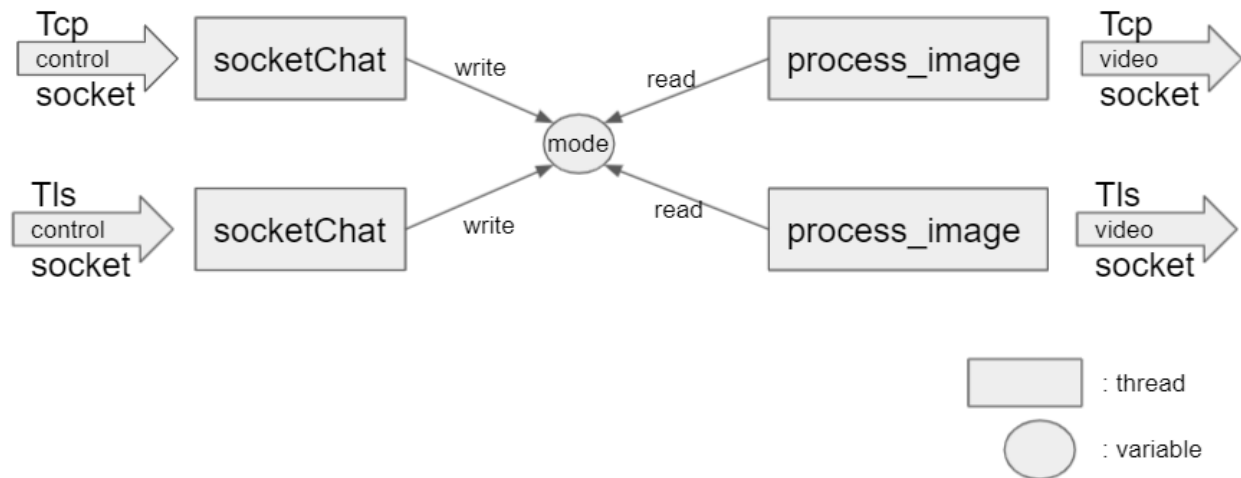 Tcp
control
socket
socketChat
write
mode
read
process_image
Tcp
video
socket
Tls
control
socket
socketChat
write
read
process_image
Tls
video
socket
: thread
: variable